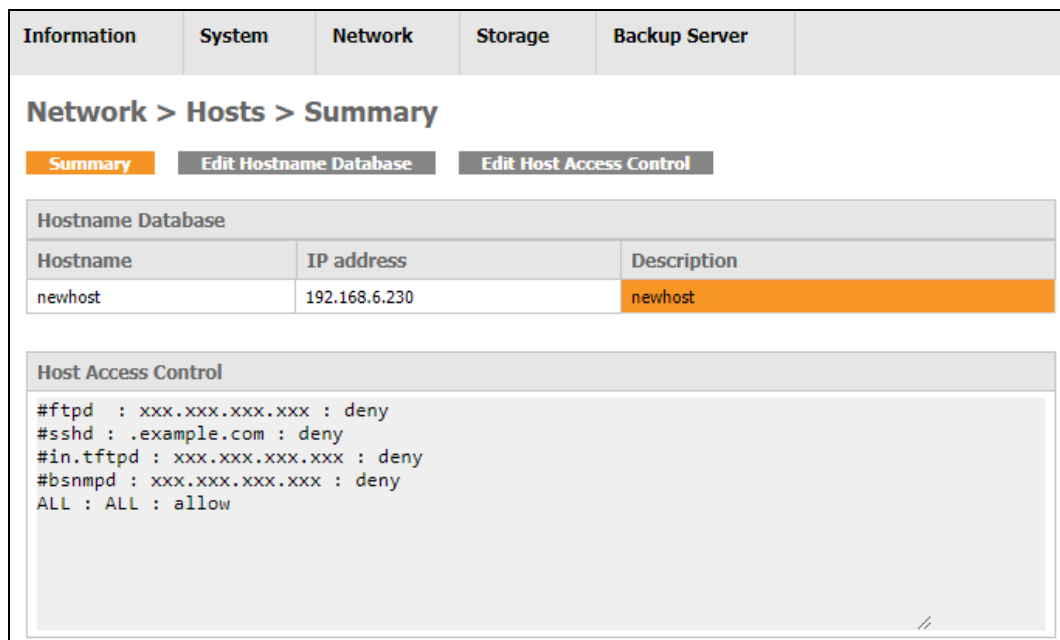 Information System Network Storage Backup Server
Network > Hosts > Summary
Summary Edit Hostname Database Edit Host Access Control
Hostname Database
Hostname IP address Description
newhost 192.168.6.230 newhost
Host Access Control
#ftpd  : xxx.xxx.xxx.xxx : deny
#sshd : .example.com : deny
#in.tftpd : xxx.xxx.xxx.xxx : deny
#bsnmpd : xxx.xxx.xxx.xxx : deny
ALL : ALL : allow